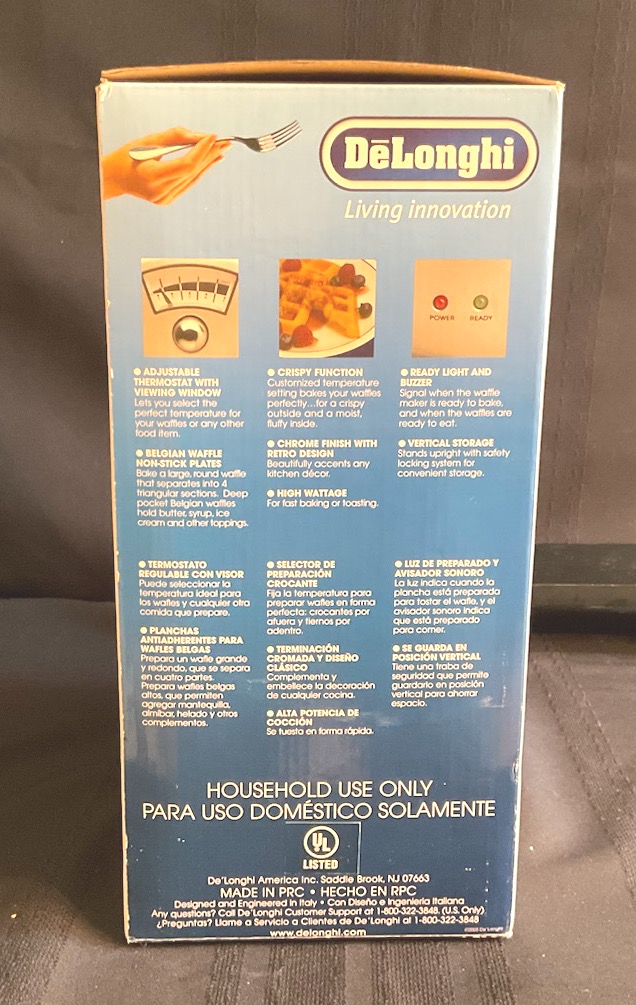 DēLonghi
Living innovation
POWER READY
● ADJUSTABLE
THERMOSTAT WITH
VIEWING WINDOW
Lets you select the
perfect temperature for
your waffles or any other
food item.
● BELGIAN WAFFLE
NON-STICK PLATES
Bake a large, round waffle
that separates into 4
triangular sections. Deep
pocket Belgian waffles
hold butter, syrup, ice
cream and other toppings.
● CRISPY FUNCTION
Customized temperature
setting bakes your waffles
perfectly...for a crispy
outside and a moist,
fluffy inside.
● CHROME FINISH WITH
RETRO DESIGN
Beautifully accents any
kitchen décor.
● HIGH WATTAGE
For fast baking or toasting.
● READY LIGHT AND
BUZZER
Signal when the waffle
maker is ready to bake,
and when the waffles are
ready to eat.
● VERTICAL STORAGE
Stands upright with safety
locking system for
convenient storage.
● TERMOSTATO
REGULABLE CON VISOR
Puede seleccionar la
temperatura ideal para
los wafles y cualquier otra
comida que prepare.
● PLANCHAS
ANTIADHERENTES PARA
WAFLES BELGAS
Prepara un wafle grande
y redondo, que se separa
en cuatro partes.
Prepara wafles belgas
altos, que permiten
agregar mantequilla,
almíbar, helado y otros
complementos.
● SELECTOR DE
PREPARACIÓN
CROCANTE
Fija la temperatura para
preparar wafles en forma
perfecta: crocantes por
afuera y tiernos por
adentro.
● TERMINACIÓN
CROMADA Y DISEÑO
CLÁSICO
Complementa y
embellece la decoración
de cualquier cocina.
● ALTA POTENCIA DE
COCCIÓN
Se tuesta en forma rápida.
● LUZ DE PREPARADO Y
AVISADOR SONORO
La luz indica cuando la
plancha está preparada
para tostar el wafle, y el
avisador sonoro indica
que está preparado
para comer.
● SE GUARDA EN
POSICIÓN VERTICAL
Tiene una traba de
seguridad que permite
guardarlo en posición
vertical para ahorrar
espacio.
HOUSEHOLD USE ONLY
PARA USO DOMÉSTICO SOLAMENTE
UL
LISTED
De'Longhi America Inc. Saddle Brook, NJ 07663
MADE IN PRC • HECHO EN RPC
Designed and Engineered in Italy • Con Diseño e Ingeniería Italiana
Any questions? Call De'Longhi Customer Support at 1-800-322-3848. (U.S. Only)
¿Preguntas? Llame a Servicio a Clientes de De'Longhi al 1-800-322-3848
www.delonghi.com